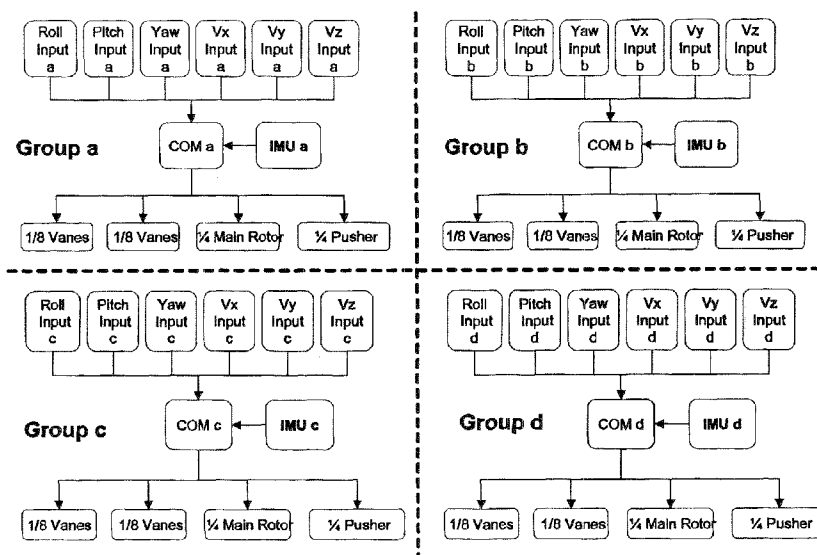 Roll Input a
Pitch Input a
Yaw Input a
Vx Input a
Vy Input a
Vz Input a
Group a
COM a
IMU a
1/8 Vanes
1/8 Vanes
¼ Main Rotor
¼ Pusher
Roll Input b
Pitch Input b
Yaw Input b
Vx Input b
Vy Input b
Vz Input b
Group b
COM b
IMU b
1/8 Vanes
1/8 Vanes
¼ Main Rotor
¼ Pusher
Roll Input c
Pitch Input c
Yaw Input c
Vx Input c
Vy Input c
Vz Input c
Group c
COM c
IMU c
1/8 Vanes
1/8 Vanes
¼ Main Rotor
¼ Pusher
Roll Input d
Pitch Input d
Yaw Input d
Vx Input d
Vy Input d
Vz Input d
Group d
COM d
IMU d
1/8 Vanes
1/8 Vanes
¼ Main Rotor
¼ Pusher